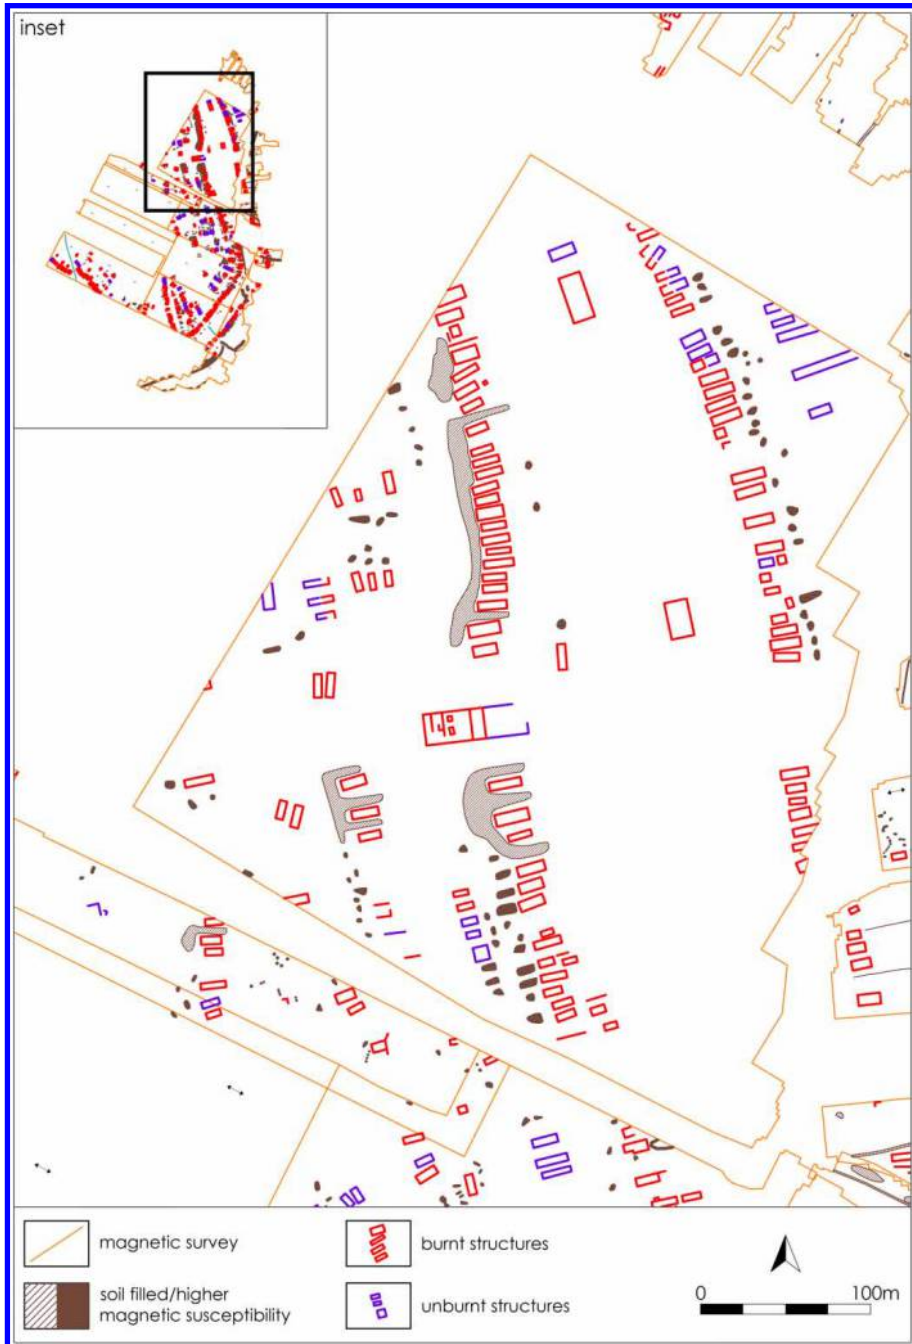 inset
magnetic survey
burnt structures
soil filled/higher
magnetic susceptibility
unburnt structures
0 100m